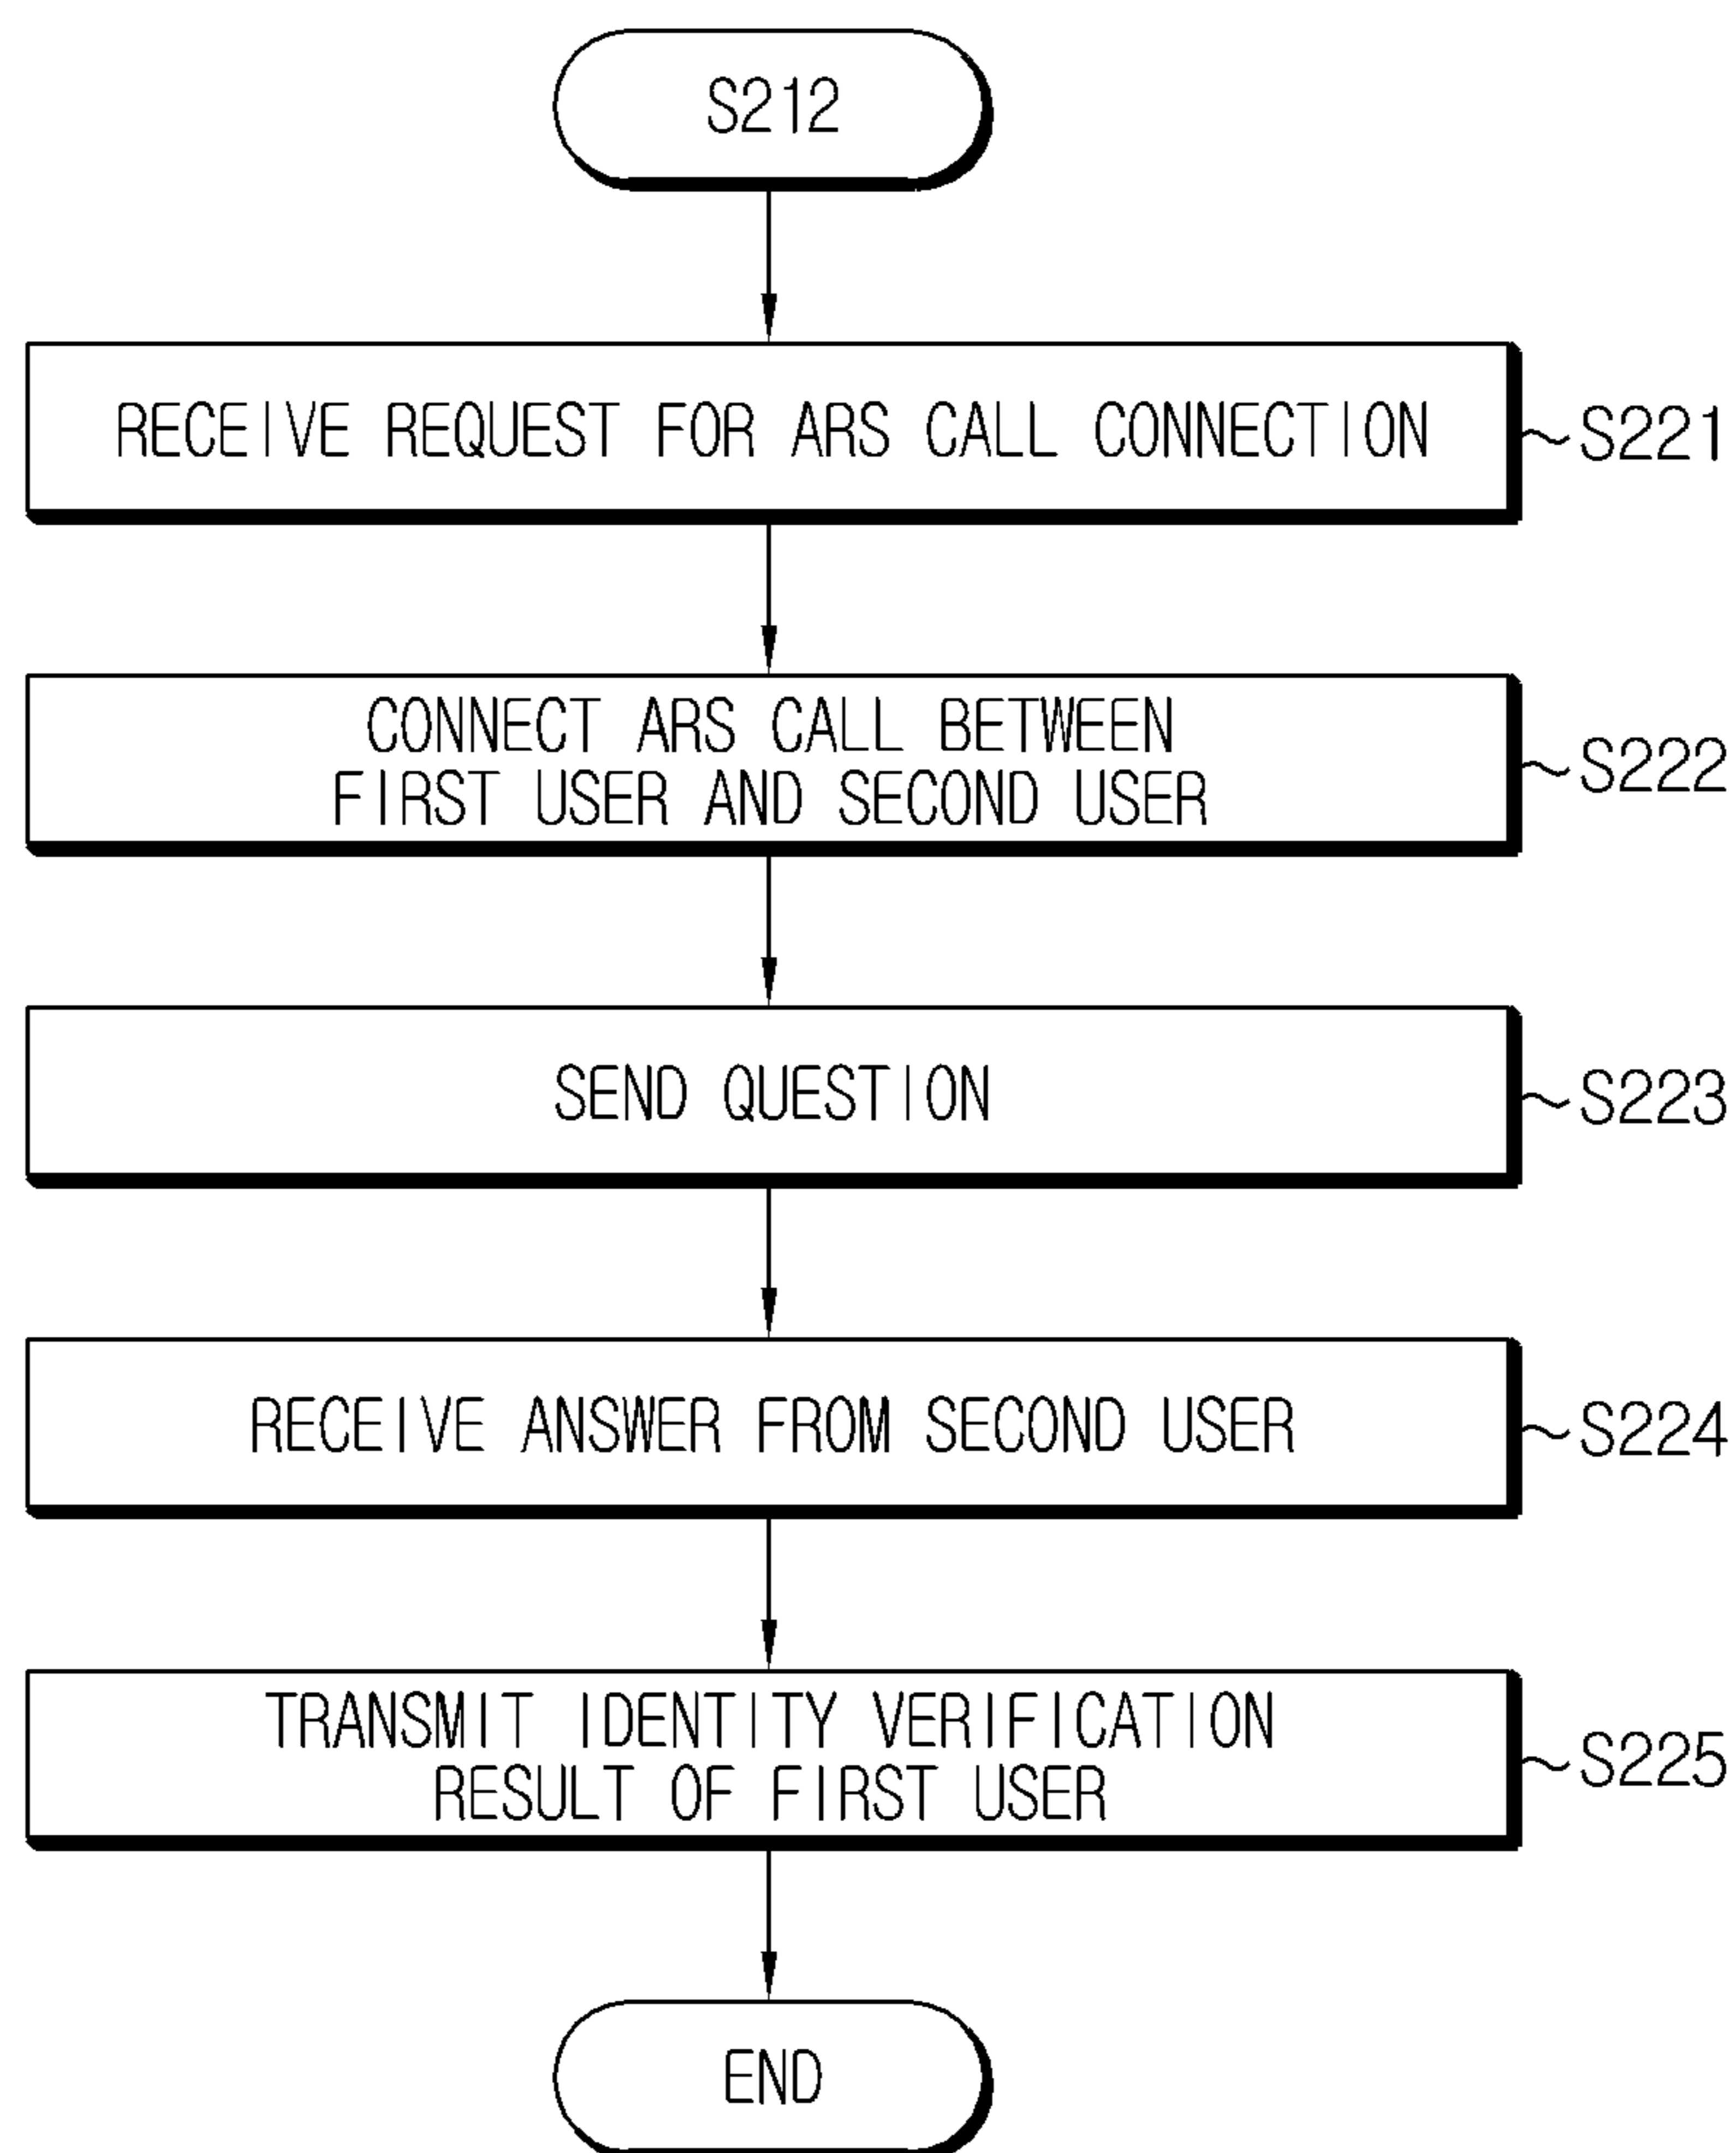 S212
RECEIVE REQUEST FOR ARS CALL CONNECTION
S221
CONNECT ARS CALL BETWEEN
FIRST USER AND SECOND USER
S222
SEND QUESTION
S223
RECEIVE ANSWER FROM SECOND USER
S224
TRANSMIT IDENTITY VERIFICATION
RESULT OF FIRST USER
S225
END